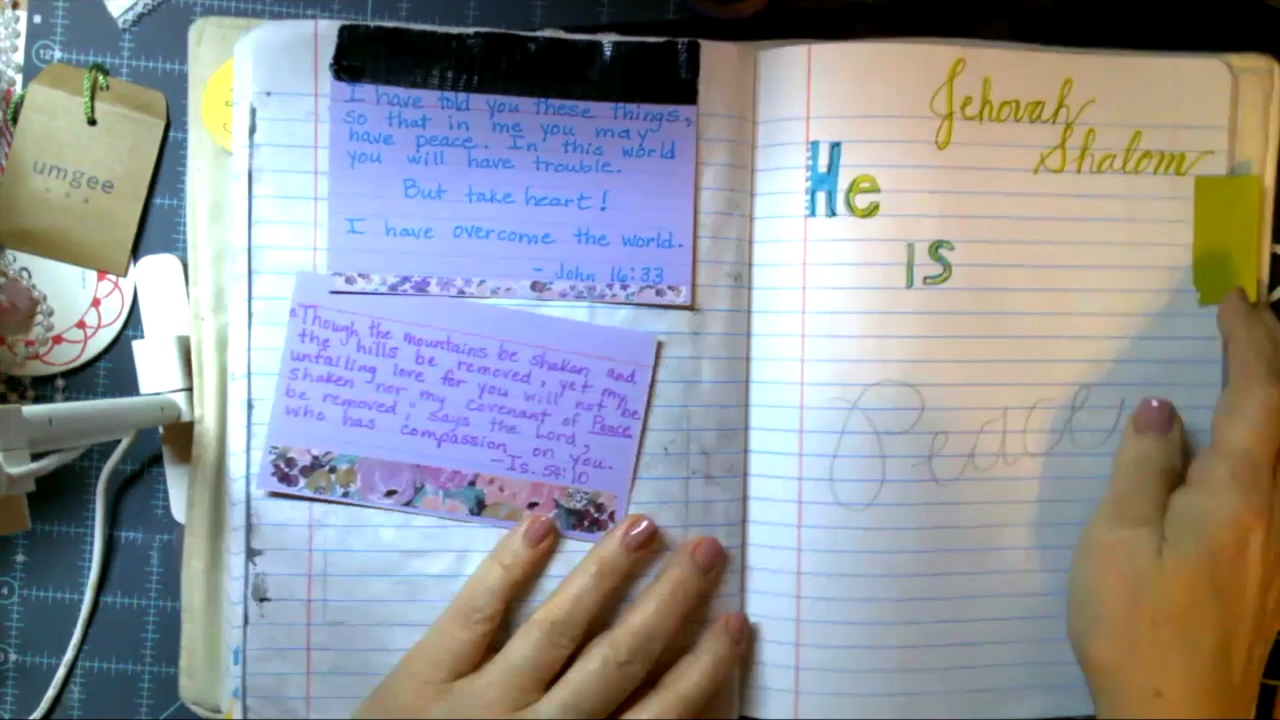 umgee
I have told you these things,
so that in me you may
have peace. In this world
you will have trouble.
But take heart!
I have overcome the world.
- John 16:33
"Though the mountains be shaken and
the hills be removed, yet my
unfailing love for you will not be
shaken nor my covenant of Peace
be removed," says the Lord,
who has compassion on you.
-Is. 54:10
Jehovah
Shalom
He
is
Peace